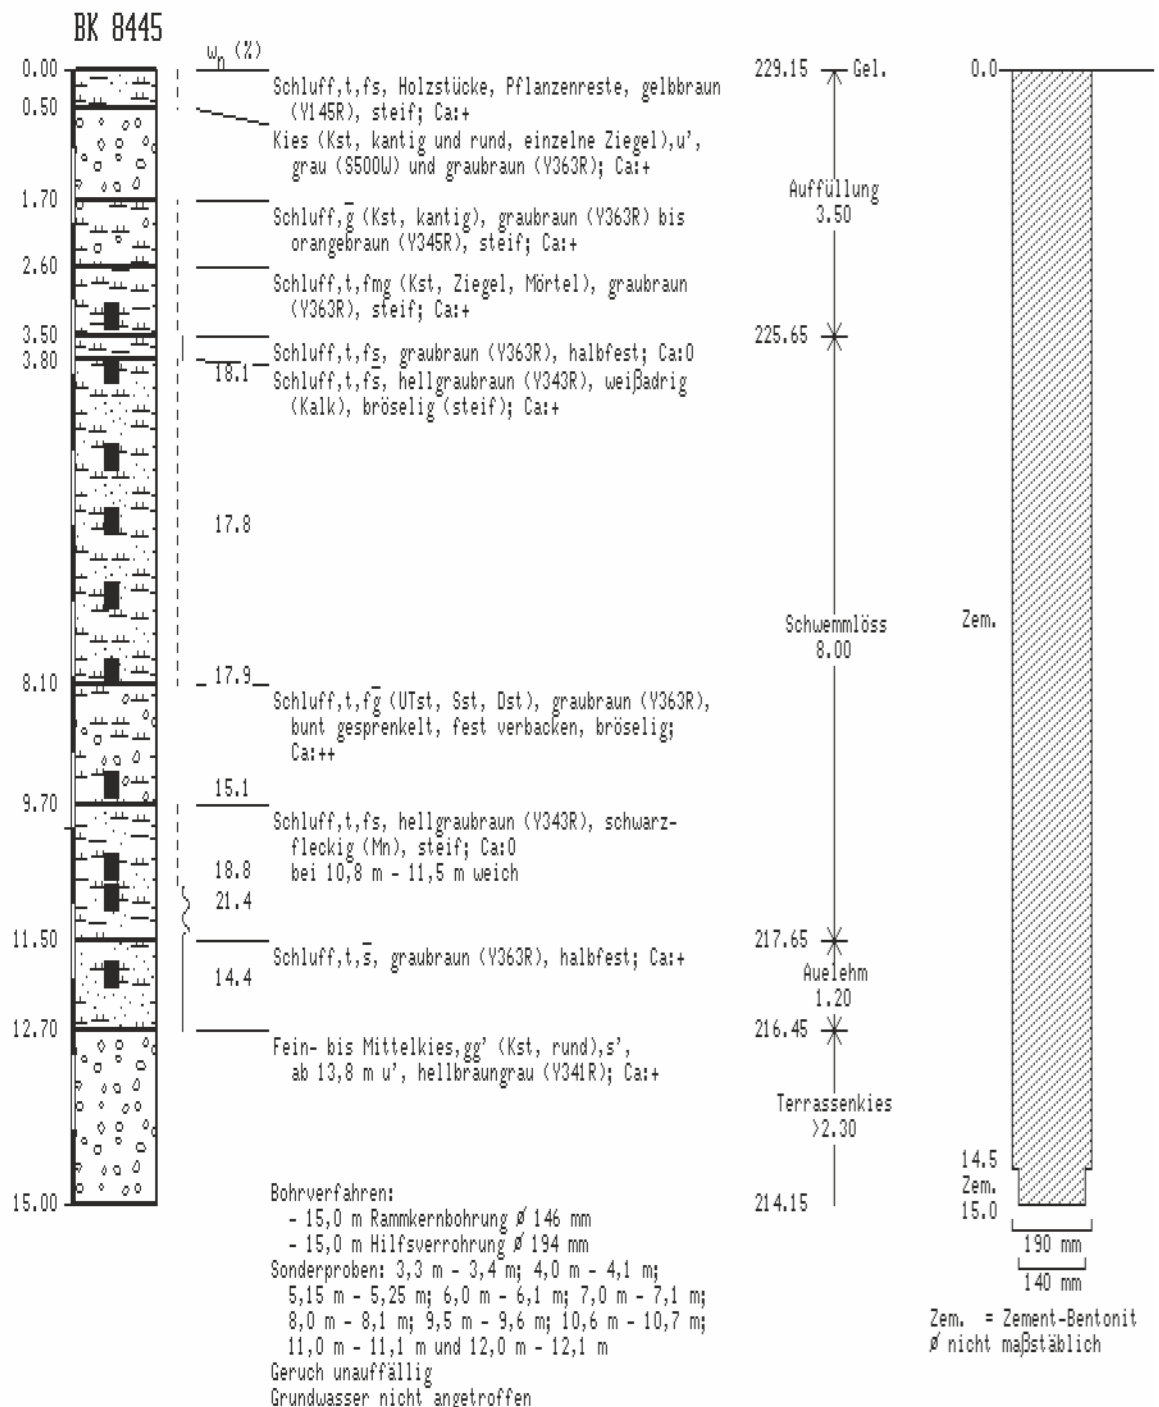 BK 8445
wn (%)
0.00
0.50
1.70
2.60
3.50
3.80
8.10
9.70
11.50
12.70
15.00
18.1
17.8
17.9
15.1
18.8
21.4
14.4
Schluff,t,fs, Holzstücke, Pflanzenreste, gelbbraun
(Y145R), steif; Ca:+
Kies (Kst, kantig und rund, einzelne Ziegel),u',
grau (S500W) und graubraun (Y363R); Ca:+
Schluff,g̅ (Kst, kantig), graubraun (Y363R) bis
orangebraun (Y345R), steif; Ca:+
Schluff,t,fmg (Kst, Ziegel, Mörtel), graubraun
(Y363R), steif; Ca:+
Schluff,t,fs, graubraun (Y363R), halbfest; Ca:0
Schluff,t,fs̅, hellgraubraun (Y343R), weißadrig
(Kalk), bröselig (steif); Ca:+
Schluff,t,fg̅ (UTst, Sst, Dst), graubraun (Y363R),
bunt gesprenkelt, fest verbacken, bröselig;
Ca:++
Schluff,t,fs, hellgraubraun (Y343R), schwarz-
fleckig (Mn), steif; Ca:0
bei 10,8 m - 11,5 m weich
Schluff,t,s̅, graubraun (Y363R), halbfest; Ca:+
Fein- bis Mittelkies,gg' (Kst, rund),s',
ab 13,8 m u', hellbraungrau (Y341R); Ca:+
Bohrverfahren:
- 15,0 m Rammkernbohrung Ø 146 mm
- 15,0 m Hilfsverrohrung Ø 194 mm
Sonderproben: 3,3 m - 3,4 m; 4,0 m - 4,1 m;
5,15 m - 5,25 m; 6,0 m - 6,1 m; 7,0 m - 7,1 m;
8,0 m - 8,1 m; 9,5 m - 9,6 m; 10,6 m - 10,7 m;
11,0 m - 11,1 m und 12,0 m - 12,1 m
Geruch unauffällig
Grundwasser nicht angetroffen
229.15 Gel.
Auffüllung
3.50
225.65
Schwemmlöss
8.00
217.65
Auelehm
1.20
216.45
Terrassenkies
>2.30
214.15
0.0
Zem.
14.5
Zem.
15.0
190 mm
140 mm
Zem. = Zement-Bentonit
Ø nicht maßstäblich